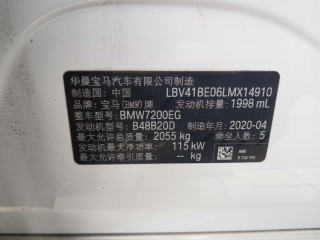 华晨宝马汽车有限公司制造
制造国：中国 LBV41BE06LMX14910
品牌：宝马(BMW)牌 发动机排量：1998 mL
整车型号：BMW7200EG
发动机型号：B48B20D 制造年月：2020-04
最大允许总质量：2055 kg 乘坐人数：5
发动机最大净功率：115 kW
最大允许牵引质量：-- kg